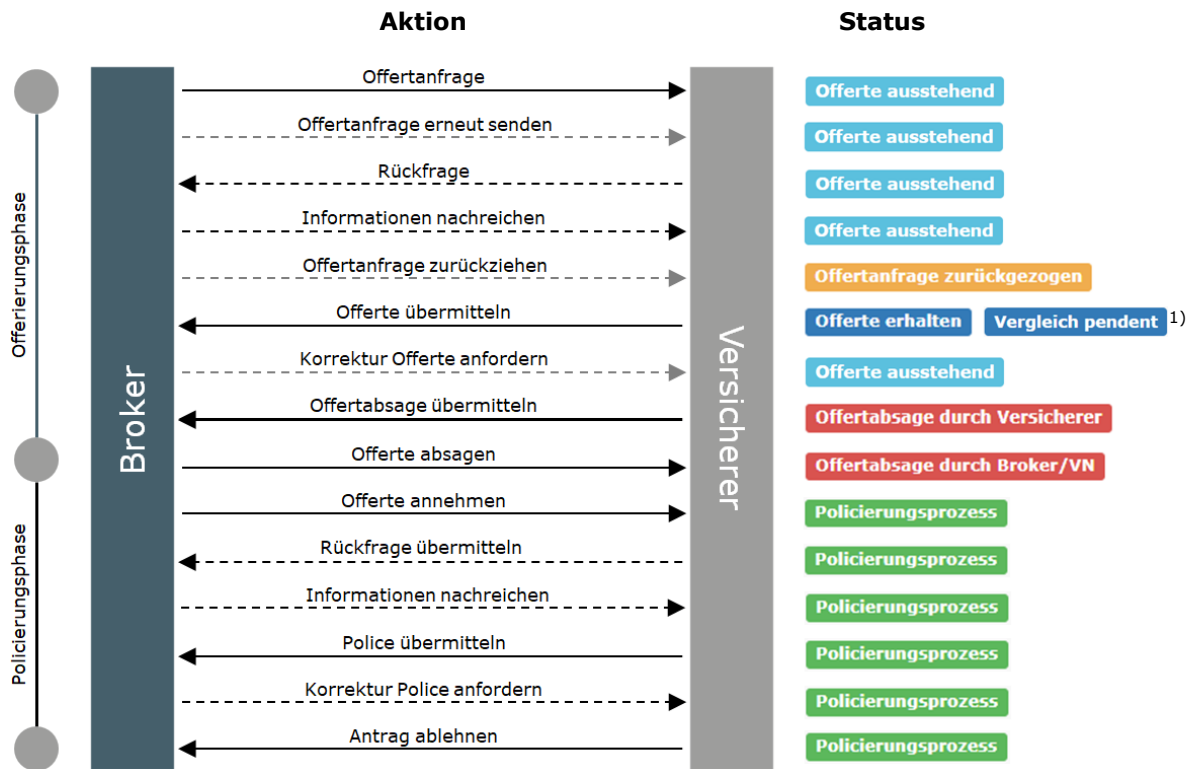 Aktion Status
Offertanfrage Offerte ausstehend
Offertanfrage erneut senden Offerte ausstehend
Rückfrage Offerte ausstehend
Informationen nachreichen Offerte ausstehend
Offertanfrage zurückziehen Offertanfrage zurückgezogen
Offerte übermitteln Offerte erhalten Vergleich pendent 1)
Korrektur Offerte anfordern Offerte ausstehend
Offertabsage übermitteln Offertabsage durch Versicherer
Offerte absagen Offertabsage durch Broker/VN
Offerte annehmen Policierungsprozess
Rückfrage übermitteln Policierungsprozess
Informationen nachreichen Policierungsprozess
Police übermitteln Policierungsprozess
Korrektur Police anfordern Policierungsprozess
Antrag ablehnen Policierungsprozess
Offerierungsphase
Policierungsphase
Broker
Versicherer